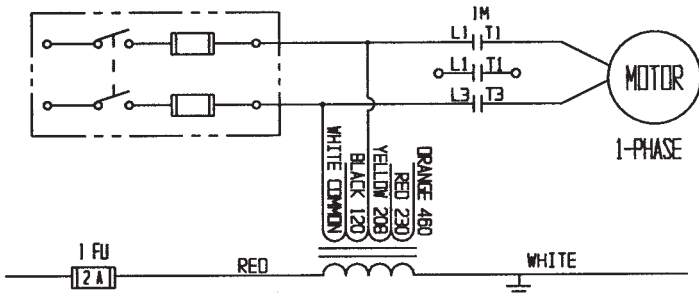 1M
L1 T1
L1 T1
L3 T3
MOTOR
1-PHASE
WHITE COMMON
BLACK 120
YELLOW 208
RED 230
ORANGE 460
1 FU
2 A
RED
WHITE